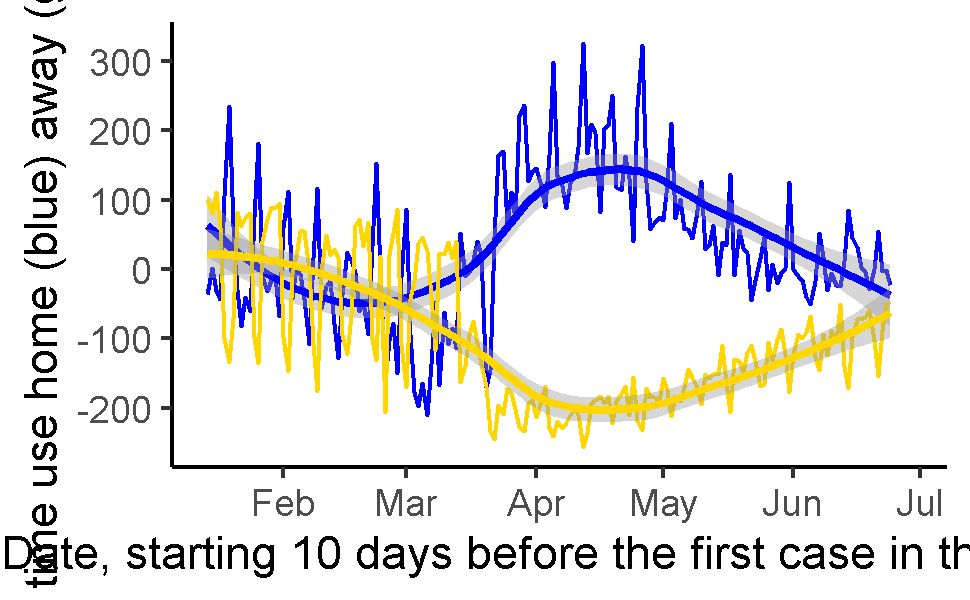 time use home (blue) away (
300
200
100
0
-100
-200
Feb Mar Apr May Jun Jul
Date, starting 10 days before the first case in th